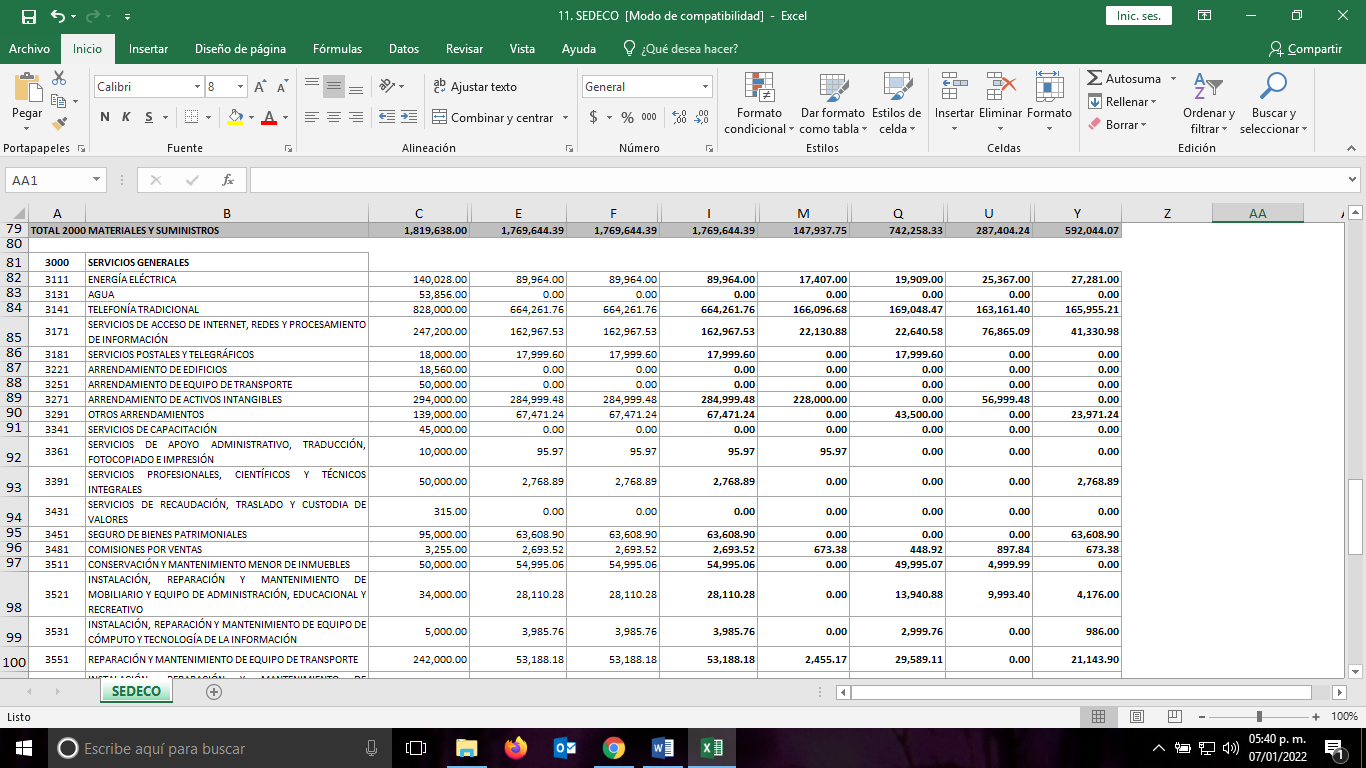 11. SEDECO [Modo de compatibilidad] - Excel
Inic. ses.
Archivo Inicio Insertar Diseño de página Fórmulas Datos Revisar Vista Ayuda ¿Qué desea hacer? Compartir
Pegar
Calibri 8
N K S
Ajustar texto
Combinar y centrar
General
$ % 000
Formato condicional
Dar formato como tabla
Estilos de celda
Insertar Eliminar Formato
Autosuma
Rellenar
Borrar
Ordenar y filtrar
Buscar y seleccionar
Portapapeles Fuente Alineación Número Estilos Celdas Edición
AA1 fx
A B C E F I M Q U Y Z AA
79 TOTAL 2000 MATERIALES Y SUMINISTROS 1,819,638.00 1,769,644.39 1,769,644.39 1,769,644.39 147,937.75 742,258.33 287,404.24 592,044.07
80
81 3000 SERVICIOS GENERALES
82 3111 ENERGÍA ELÉCTRICA 140,028.00 89,964.00 89,964.00 89,964.00 17,407.00 19,909.00 25,367.00 27,281.00
83 3131 AGUA 53,856.00 0.00 0.00 0.00 0.00 0.00 0.00 0.00
84 3141 TELEFONÍA TRADICIONAL 828,000.00 664,261.76 664,261.76 664,261.76 166,096.68 169,048.47 163,161.40 165,955.21
85 3171 SERVICIOS DE ACCESO DE INTERNET, REDES Y PROCESAMIENTO
DE INFORMACIÓN 247,200.00 162,967.53 162,967.53 162,967.53 22,130.88 22,640.58 76,865.09 41,330.98
86 3181 SERVICIOS POSTALES Y TELEGRÁFICOS 18,000.00 17,999.60 17,999.60 17,999.60 0.00 17,999.60 0.00 0.00
87 3221 ARRENDAMIENTO DE EDIFICIOS 18,560.00 0.00 0.00 0.00 0.00 0.00 0.00 0.00
88 3251 ARRENDAMIENTO DE EQUIPO DE TRANSPORTE 50,000.00 0.00 0.00 0.00 0.00 0.00 0.00 0.00
89 3271 ARRENDAMIENTO DE ACTIVOS INTANGIBLES 294,000.00 284,999.48 284,999.48 284,999.48 228,000.00 0.00 56,999.48 0.00
90 3291 OTROS ARRENDAMIENTOS 139,000.00 67,471.24 67,471.24 67,471.24 0.00 43,500.00 0.00 23,971.24
91 3341 SERVICIOS DE CAPACITACIÓN 45,000.00 0.00 0.00 0.00 0.00 0.00 0.00 0.00
92 3361 SERVICIOS DE APOYO ADMINISTRATIVO, TRADUCCIÓN,
FOTOCOPIADO E IMPRESIÓN 10,000.00 95.97 95.97 95.97 95.97 0.00 0.00 0.00
93 3391 SERVICIOS PROFESIONALES, CIENTÍFICOS Y TÉCNICOS
INTEGRALES 50,000.00 2,768.89 2,768.89 2,768.89 0.00 0.00 0.00 2,768.89
94 3431 SERVICIOS DE RECAUDACIÓN, TRASLADO Y CUSTODIA DE
VALORES 315.00 0.00 0.00 0.00 0.00 0.00 0.00 0.00
95 3451 SEGURO DE BIENES PATRIMONIALES 95,000.00 63,608.90 63,608.90 63,608.90 0.00 0.00 0.00 63,608.90
96 3481 COMISIONES POR VENTAS 3,255.00 2,693.52 2,693.52 2,693.52 673.38 448.92 897.84 673.38
97 3511 CONSERVACIÓN Y MANTENIMIENTO MENOR DE INMUEBLES 50,000.00 54,995.06 54,995.06 54,995.06 0.00 49,995.07 4,999.99 0.00
98 3521 INSTALACIÓN, REPARACIÓN Y MANTENIMIENTO DE
MOBILIARIO Y EQUIPO DE ADMINISTRACIÓN, EDUCACIONAL Y
RECREATIVO 34,000.00 28,110.28 28,110.28 28,110.28 0.00 13,940.88 9,993.40 4,176.00
99 3531 INSTALACIÓN, REPARACIÓN Y MANTENIMIENTO DE EQUIPO DE
CÓMPUTO Y TECNOLOGÍA DE LA INFORMACIÓN 5,000.00 3,985.76 3,985.76 3,985.76 0.00 2,999.76 0.00 986.00
100 3551 REPARACIÓN Y MANTENIMIENTO DE EQUIPO DE TRANSPORTE 242,000.00 53,188.18 53,188.18 53,188.18 2,455.17 29,589.11 0.00 21,143.90
SEDECO
Listo 100%
Escribe aquí para buscar
05:40 p. m.
07/01/2022
1